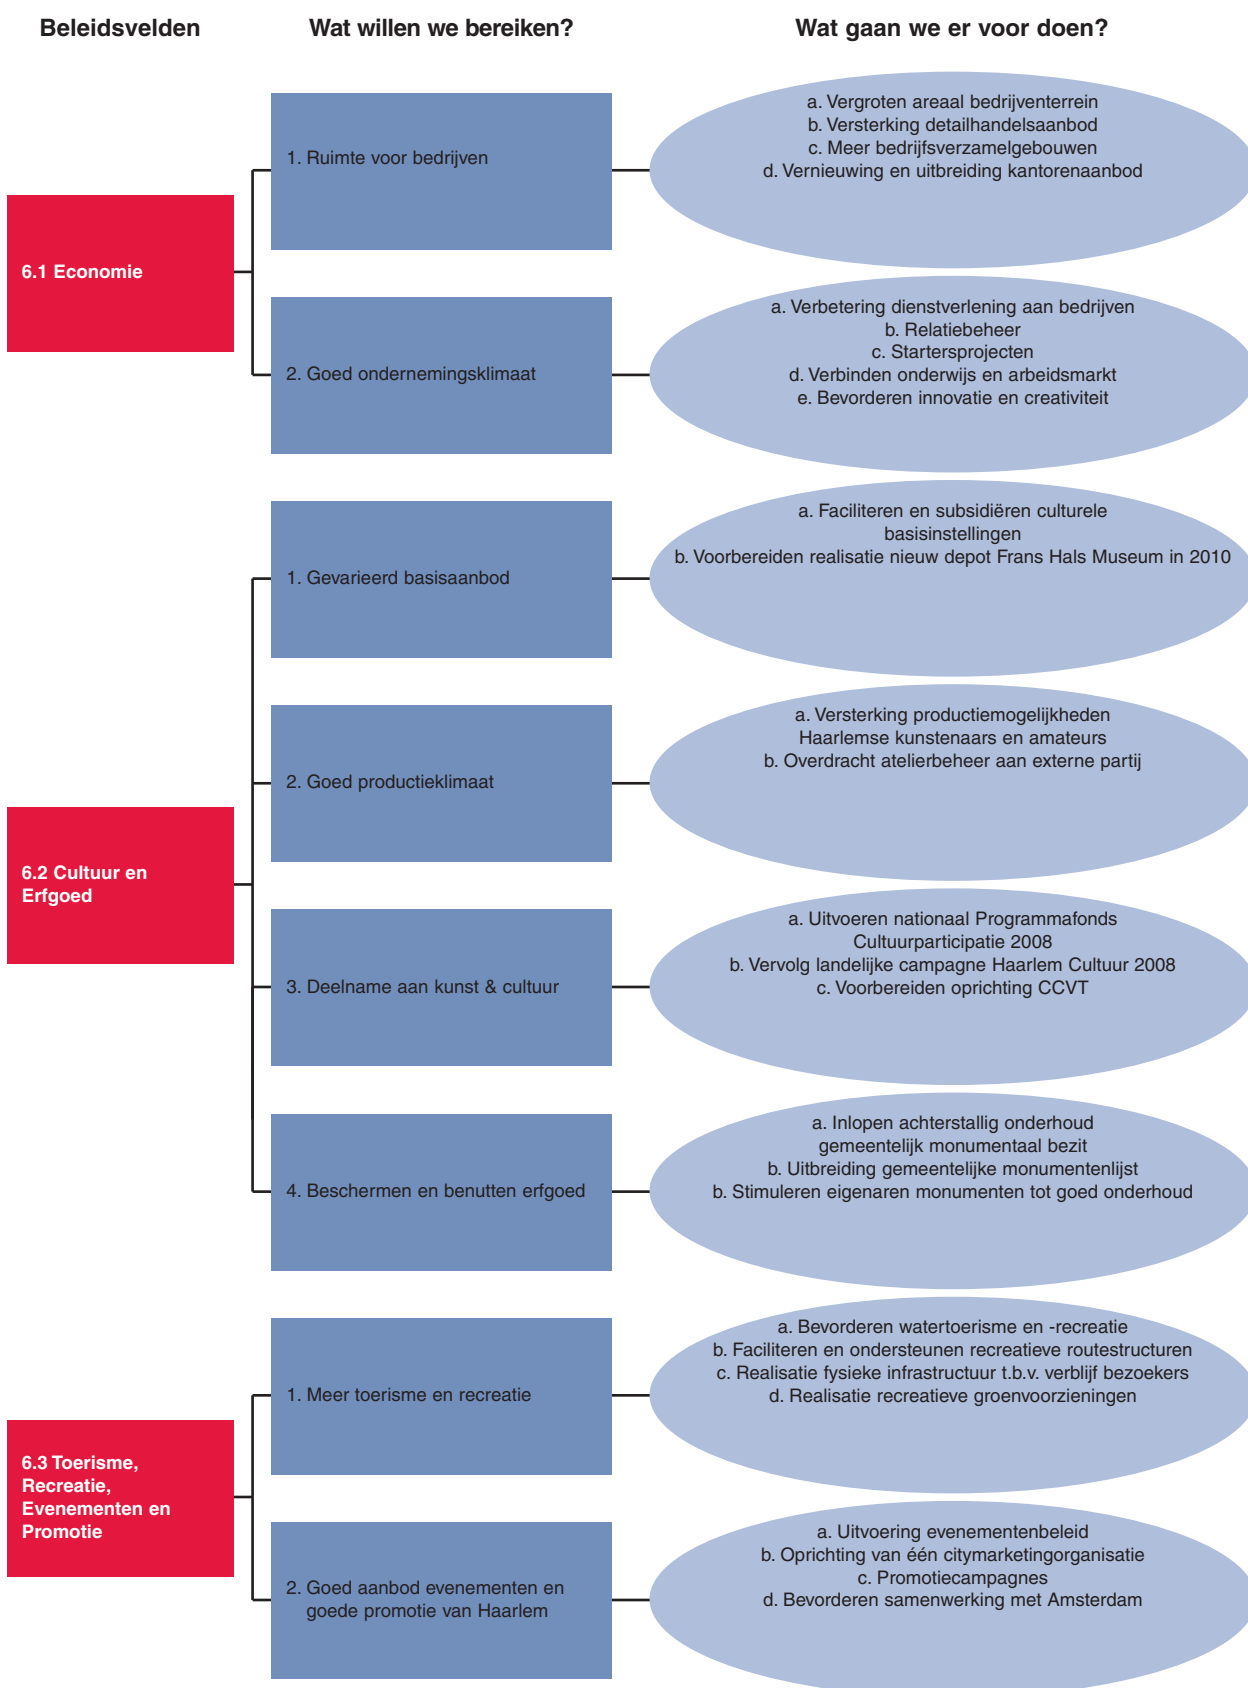 Beleidsvelden
Wat willen we bereiken?
Wat gaan we er voor doen?
6.1 Economie
1. Ruimte voor bedrijven
a. Vergroten areaal bedrijventerrein
b. Versterking detailhandelsaanbod
c. Meer bedrijfsverzamelgebouwen
d. Vernieuwing en uitbreiding kantorenaanbod
2. Goed ondernemingsklimaat
a. Verbetering dienstverlening aan bedrijven
b. Relatiebeheer
c. Startersprojecten
d. Verbinden onderwijs en arbeidsmarkt
e. Bevorderen innovatie en creativiteit
6.2 Cultuur en
Erfgoed
1. Gevarieerd basisaanbod
a. Faciliteren en subsidiëren culturele
basisinstellingen
b. Voorbereiden realisatie nieuw depot Frans Hals Museum in 2010
2. Goed productieklimaat
a. Versterking productiemogelijkheden
Haarlemse kunstenaars en amateurs
b. Overdracht atelierbeheer aan externe partij
3. Deelname aan kunst & cultuur
a. Uitvoeren nationaal Programmafonds
Cultuurparticipatie 2008
b. Vervolg landelijke campagne Haarlem Cultuur 2008
c. Voorbereiden oprichting CCVT
4. Beschermen en benutten erfgoed
a. Inlopen achterstallig onderhoud
gemeentelijk monumentaal bezit
b. Uitbreiding gemeentelijke monumentenlijst
b. Stimuleren eigenaren monumenten tot goed onderhoud
6.3 Toerisme,
Recreatie,
Evenementen en
Promotie
1. Meer toerisme en recreatie
a. Bevorderen watertoerisme en -recreatie
b. Faciliteren en ondersteunen recreatieve routestructuren
c. Realisatie fysieke infrastructuur t.b.v. verblijf bezoekers
d. Realisatie recreatieve groenvoorzieningen
2. Goed aanbod evenementen en
goede promotie van Haarlem
a. Uitvoering evenementenbeleid
b. Oprichting van één citymarketingorganisatie
c. Promotiecampagnes
d. Bevorderen samenwerking met Amsterdam